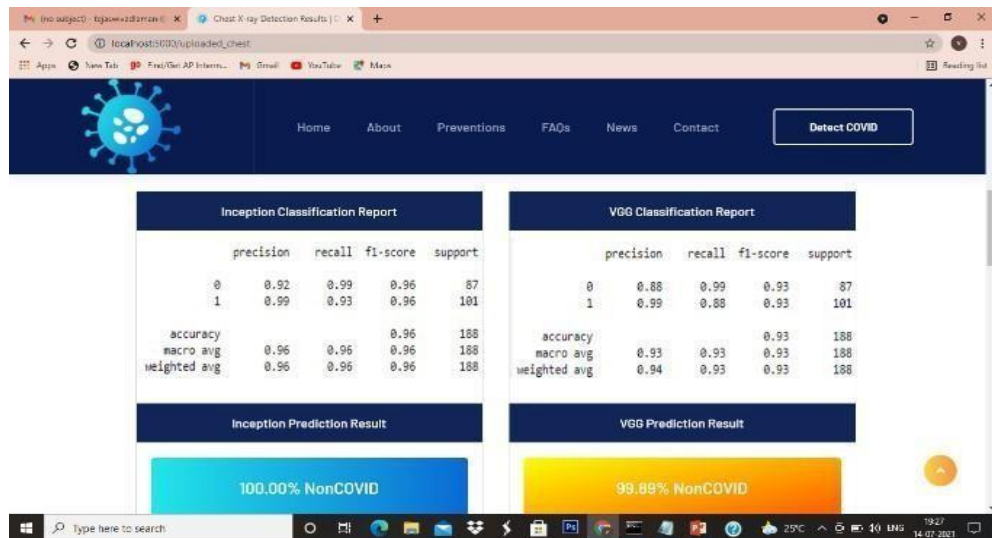 (no subject) -
Chest X-ray Detection Results |
localhost:5000/uploaded_chest
Apps New Tab Find/Get AP Interm... Gmail YouTube Maps Reading list
Home About Preventions FAQs News Contact Detect COVID
Inception Classification Report
precision recall f1-score support
0 0.92 0.99 0.96 87
1 0.99 0.93 0.96 101
accuracy 0.96 188
macro avg 0.96 0.96 0.96 188
weighted avg 0.96 0.96 0.96 188
VGG Classification Report
precision recall f1-score support
0 0.88 0.99 0.93 87
1 0.99 0.88 0.93 101
accuracy 0.93 188
macro avg 0.93 0.93 0.93 188
weighted avg 0.94 0.93 0.93 188
Inception Prediction Result
100.00% NonCOVID
VGG Prediction Result
99.89% NonCOVID
Type here to search
25°C ENG
19:27
14-07-2021